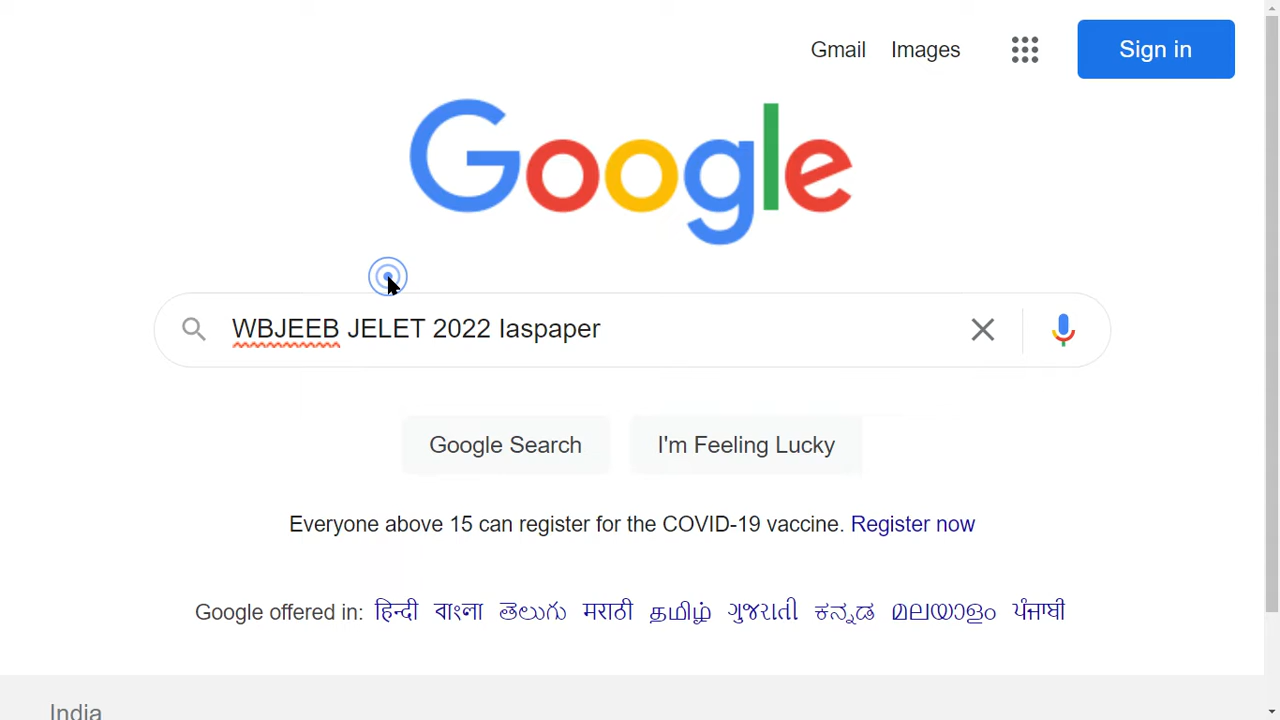 Gmail Images Sign in
Google
WBJEEB JELET 2022 Iaspaper
Google Search I'm Feeling Lucky
Everyone above 15 can register for the COVID-19 vaccine. Register now
Google offered in: हिन्दी বাংলা తెలుగు मराठी தமிழ் ગુજરાતી ಕನ್ನಡ മലയാളം ਪੰਜਾਬੀ
India